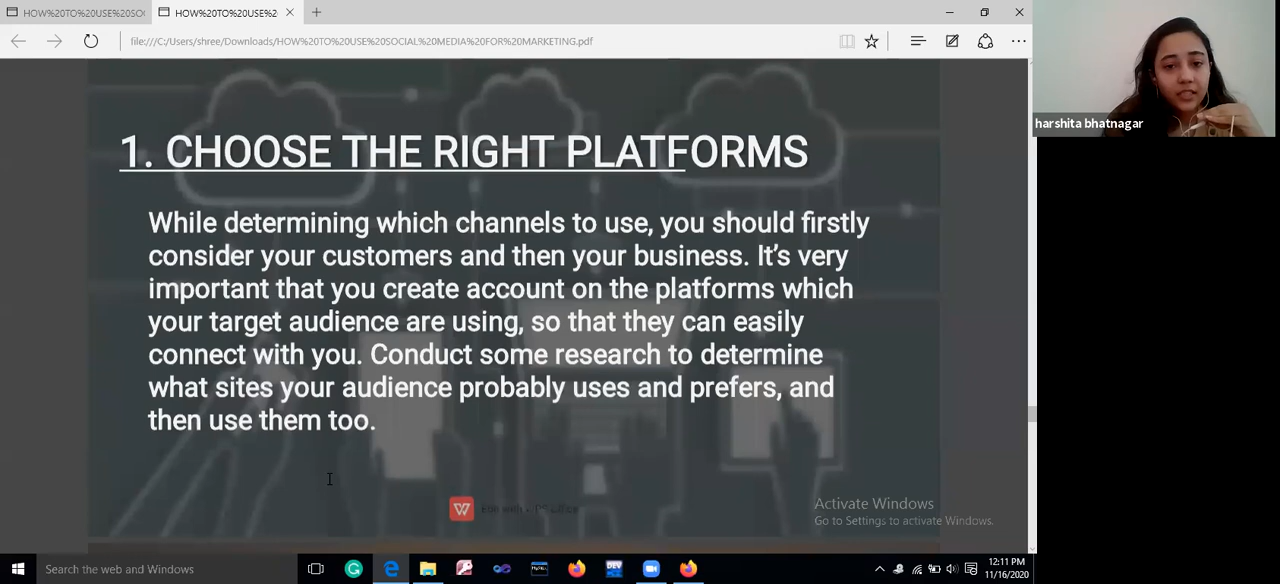 HOW%20TO%20USE%20SO
HOW%20TO%20USE%20
file:///C:/Users/shree/Downloads/HOW%20TO%20USE%20SOCIAL%20MEDIA%20FOR%20MARKETING.pdf
harshita bhatnagar
1. CHOOSE THE RIGHT PLATFORMS
While determining which channels to use, you should firstly
consider your customers and then your business. It's very
important that you create account on the platforms which
your target audience are using, so that they can easily
connect with you. Conduct some research to determine
what sites your audience probably uses and prefers, and
then use them too.
Activate Windows
Go to Settings to activate Windows.
Search the web and Windows
DEV
12:11 PM
11/16/2020